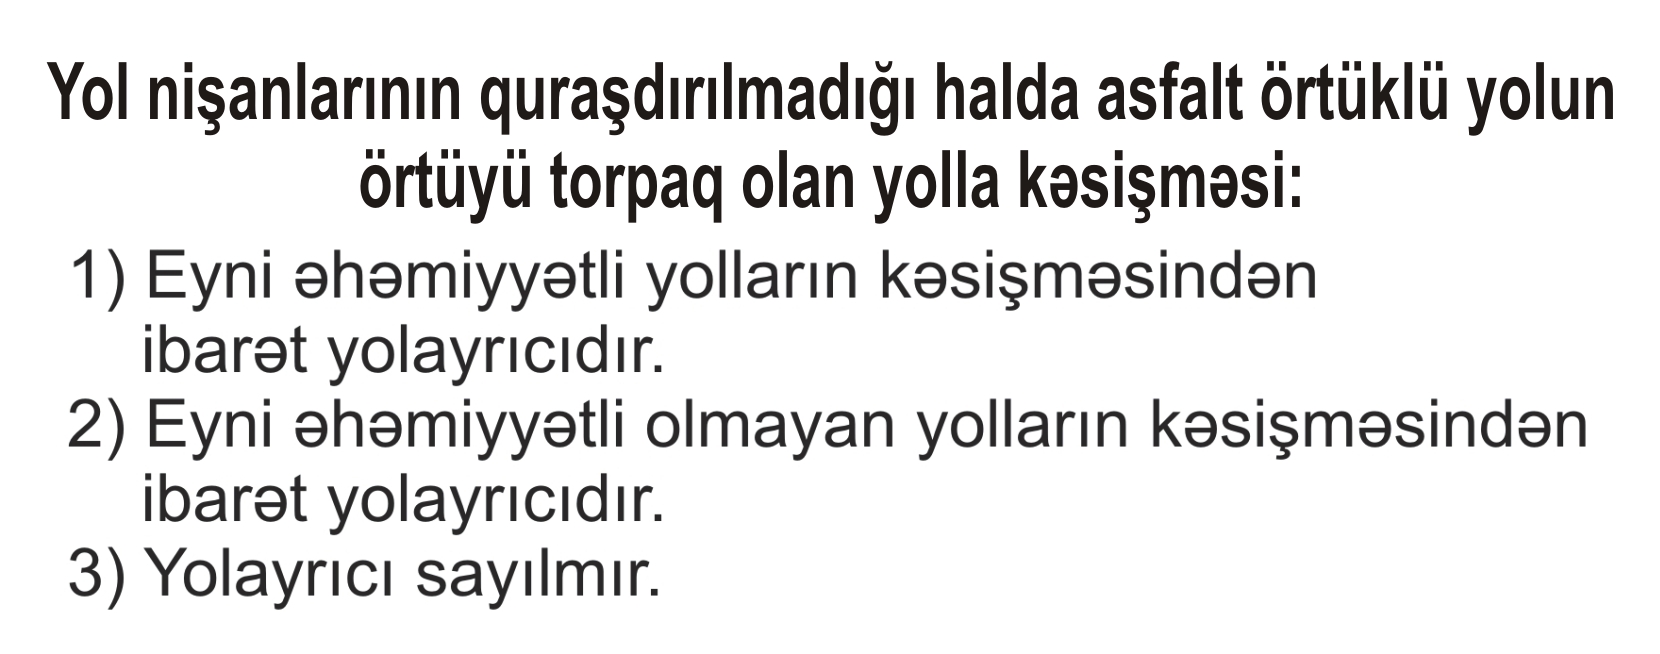 Yol nişanlarının quraşdırılmadığı halda asfalt örtüklü yolun
örtüyü torpaq olan yolla kəsişməsi:
1) Eyni əhəmiyyətli yolların kəsişməsindən
ibarət yolayrıcıdır.
2) Eyni əhəmiyyətli olmayan yolların kəsişməsindən
ibarət yolayrıcıdır.
3) Yolayrıcı sayılmır.